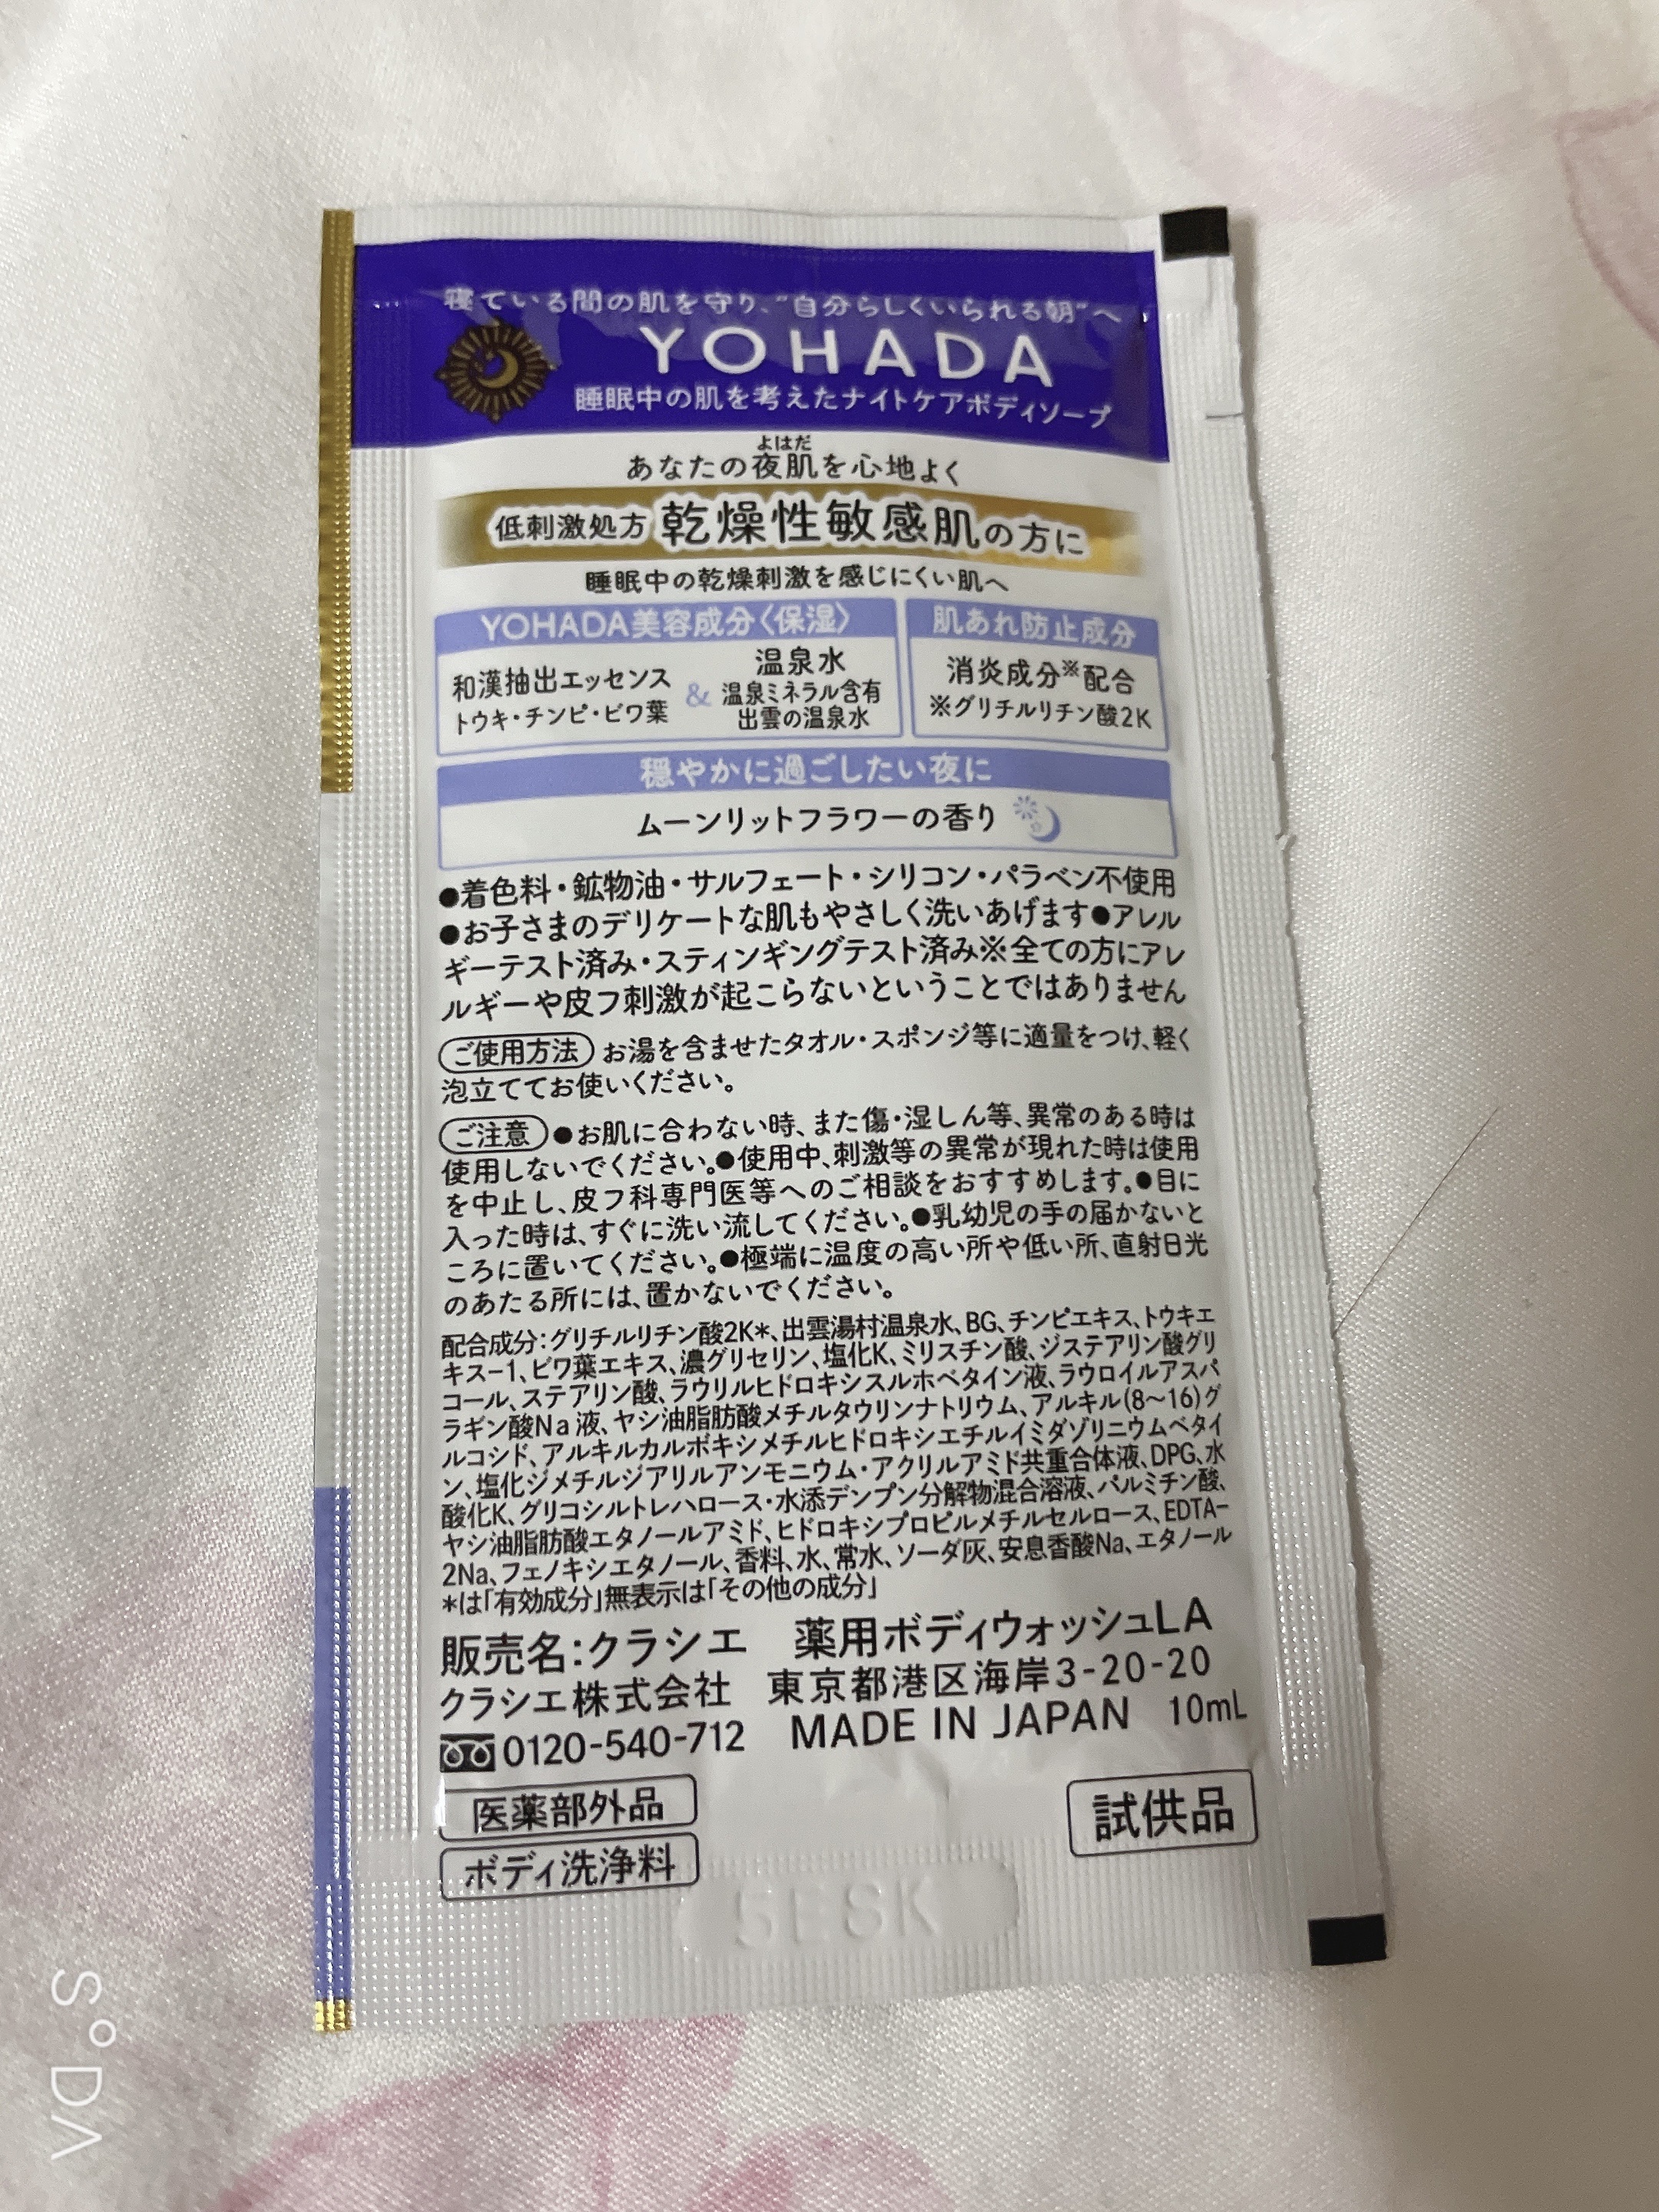 寝ている間の肌を守り、"自分らしくいられる朝"へ
YOHADA
睡眠中の肌を考えたナイトケアボディソープ
よはだ
あなたの夜肌を心地よく
低刺激処方 乾燥性敏感肌の方に
睡眠中の乾燥刺激を感じにくい肌へ
YOHADA美容成分〈保湿〉
和漢抽出エッセンス
トウキ・チンピ・ビワ葉
&
温泉水
温泉ミネラル含有
出雲の温泉水
肌あれ防止成分
消炎成分※配合
※グリチルリチン酸2K
穏やかに過ごしたい夜に
ムーンリットフラワーの香り
●着色料・鉱物油・サルフェート・シリコン・パラベン不使用
●お子さまのデリケートな肌もやさしく洗いあげます●アレル
ギーテスト済み・スティンギングテスト済み※全ての方にアレ
ルギーや皮フ刺激が起こらないということではありません
ご使用方法 お湯を含ませたタオル・スポンジ等に適量をつけ、軽く
泡立ててお使いください。
ご注意 ●お肌に合わない時、また傷・湿しん等、異常のある時は
使用しないでください。●使用中、刺激等の異常が現れた時は使用
を中止し、皮フ科専門医等へのご相談をおすすめします。●目に
入った時は、すぐに洗い流してください。●乳幼児の手の届かないと
ころに置いてください。●極端に温度の高い所や低い所、直射日光
のあたる所には、置かないでください。
配合成分：グリチルリチン酸2K*、出雲湯村温泉水、BG、チンピエキス、トウキエ
キス-1、ビワ葉エキス、濃グリセリン、塩化K、ミリスチン酸、ジステアリン酸グリ
コール、ステアリン酸、ラウリルヒドロキシスルホベタイン液、ラウロイルアスパ
ラギン酸Na液、ヤシ油脂肪酸メチルタウリンナトリウム、アルキル(8～16)グ
ルコシド、アルキルカルボキシメチルヒドロキシエチルイミダゾリニウムベタイ
ン、塩化ジメチルジアリルアンモニウム・アクリルアミド共重合体液、DPG、水
酸化K、グリコシルトレハロース・水添デンプン分解物混合溶液、パルミチン酸、
ヤシ油脂肪酸エタノールアミド、ヒドロキシプロピルメチルセルロース、EDTA-
2Na、フェノキシエタノール、香料、水、常水、ソーダ灰、安息香酸Na、エタノール
*は「有効成分」無表示は「その他の成分」
販売名：クラシエ 薬用ボディウォッシュLA
クラシエ株式会社 東京都港区海岸3-20-20
0120-540-712 MADE IN JAPAN 10mL
医薬部外品
試供品
ボディ洗浄料
5ESK